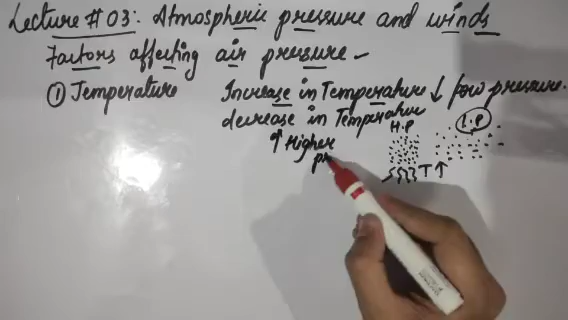 Lecture #03: Atmospheric pressure and winds
Factors affecting air pressure -
① Temperature Increase in Temperature ↓ low pressure.
decrease in Temperature
↑ Higher
pr
H.P
L.P
T↑